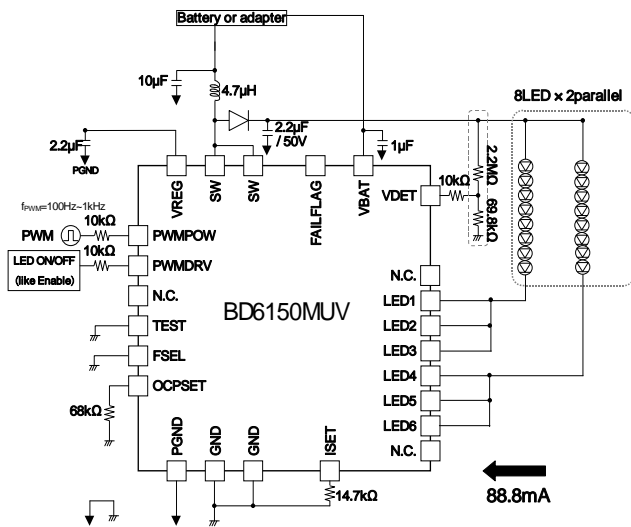 Battery or adapter
10µF
4.7µH
8LED × 2parallel
2.2µF
/ 50V
2.2µF
PGND
1µF
VREG
SW
SW
FAILFLAG
VBAT
VDET
10kΩ
2.2MΩ
69.8kΩ
fPWM=100Hz~1kHz
10kΩ
PWM
PWMPOW
10kΩ
LED ON/OFF
(like Enable)
PWMDRV
N.C.
N.C.
BD6150MUV
LED1
TEST
LED2
FSEL
LED3
OCPSET
LED4
68kΩ
LED5
LED6
N.C.
PGND
GND
GND
ISET
14.7kΩ
88.8mA